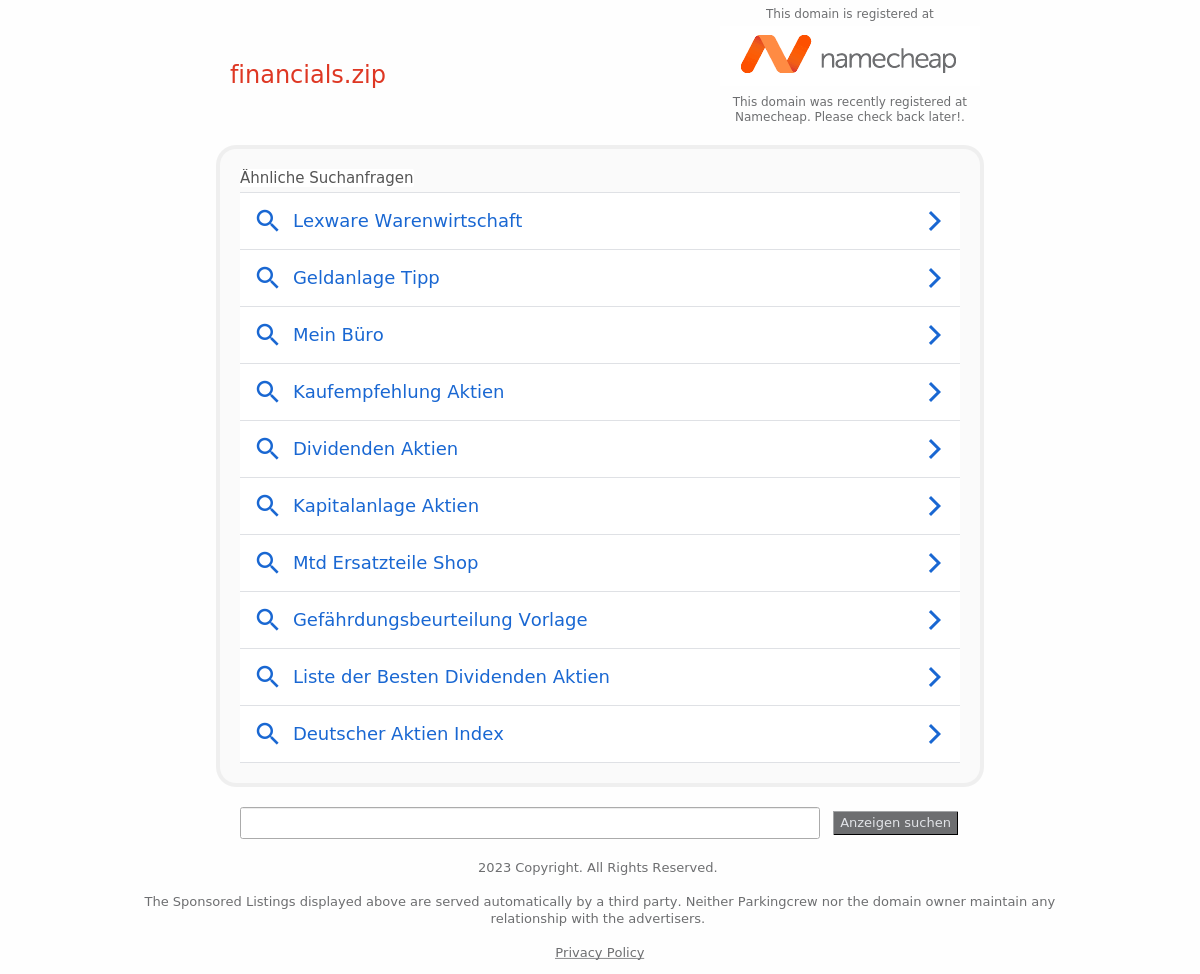 This domain is registered at
namecheap
financials.zip
This domain was recently registered at
Namecheap. Please check back later!.
Ähnliche Suchanfragen
Lexware Warenwirtschaft
Geldanlage Tipp
Mein Büro
Kaufempfehlung Aktien
Dividenden Aktien
Kapitalanlage Aktien
Mtd Ersatzteile Shop
Gefährdungsbeurteilung Vorlage
Liste der Besten Dividenden Aktien
Deutscher Aktien Index
Anzeigen suchen
2023 Copyright. All Rights Reserved.
The Sponsored Listings displayed above are served automatically by a third party. Neither Parkingcrew nor the domain owner maintain any
relationship with the advertisers.
Privacy Policy